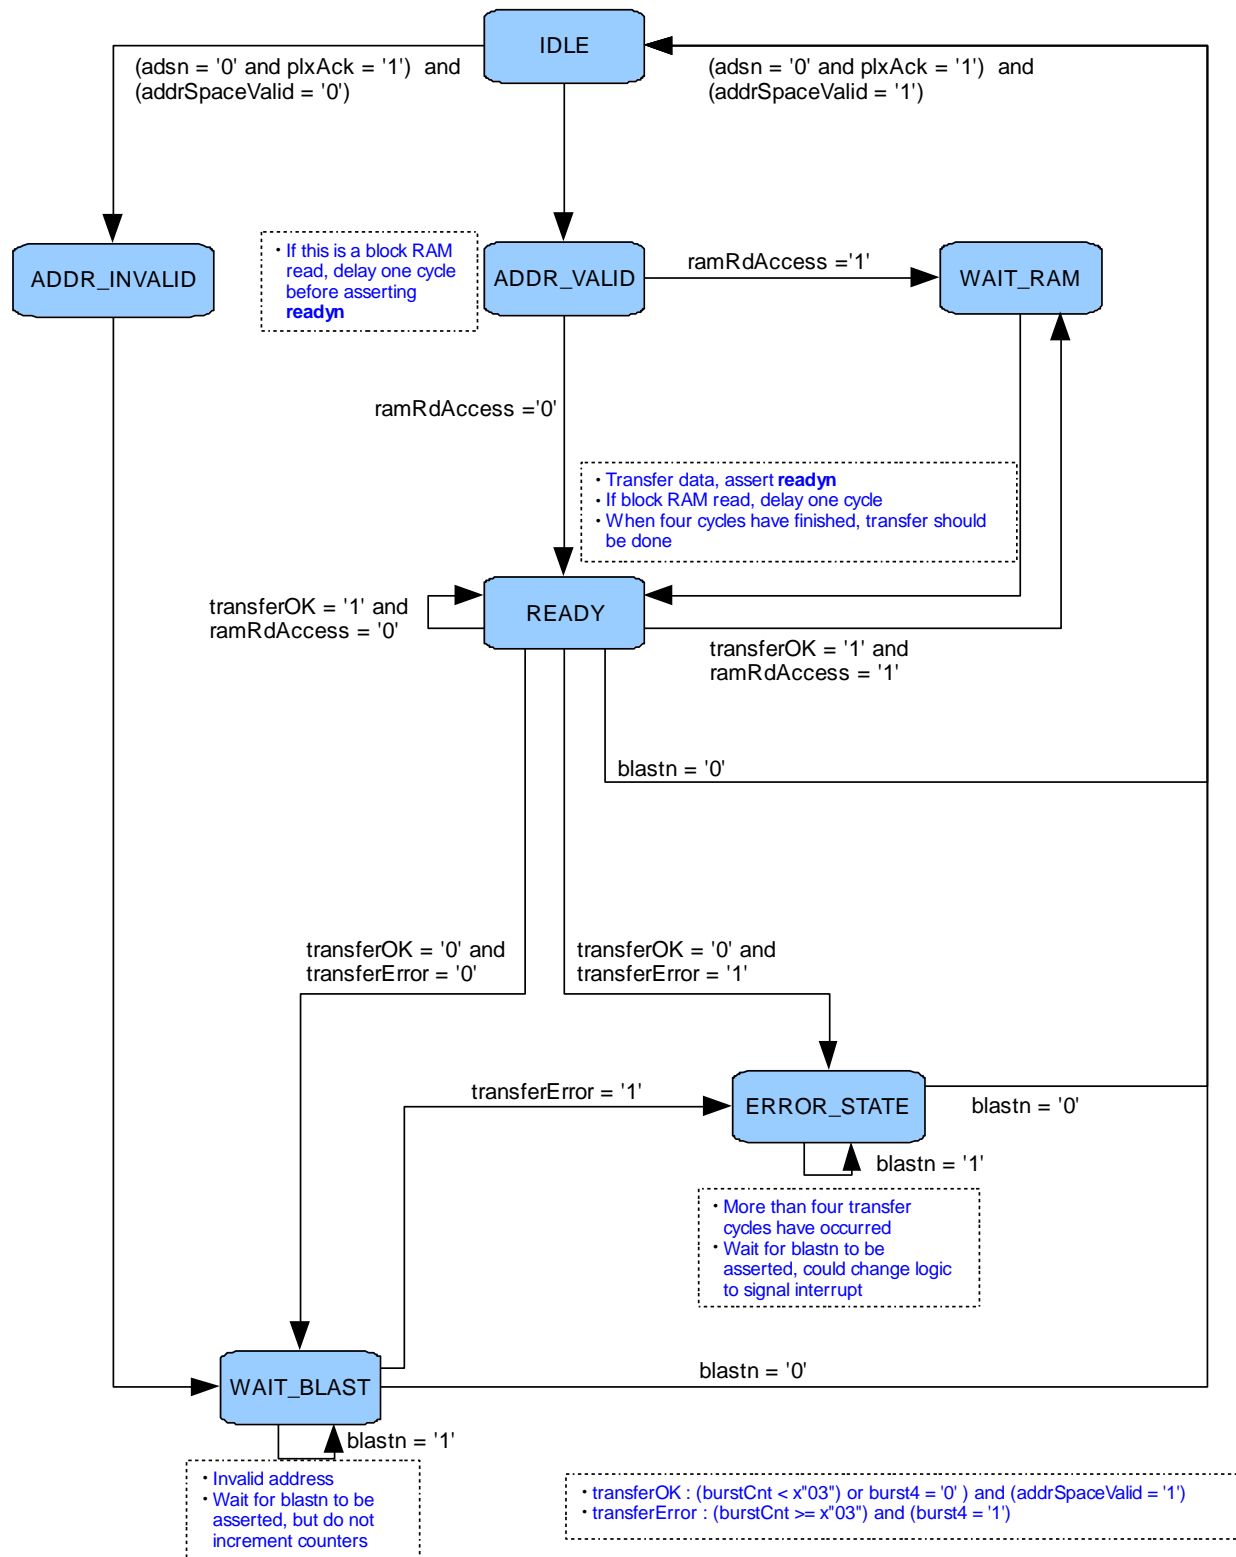 IDLE
(adsn = '0' and plxAck = '1')  and
(addrSpaceValid = '0')
(adsn = '0' and plxAck = '1')  and
(addrSpaceValid = '1')
ADDR_INVALID
· If this is a block RAM
read, delay one cycle
before asserting
readyn
ADDR_VALID
ramRdAccess ='1'
WAIT_RAM
ramRdAccess ='0'
· Transfer data, assert readyn
· If block RAM read, delay one cycle
· When four cycles have finished, transfer should
be done
transferOK = '1' and
ramRdAccess = '0'
READY
transferOK = '1' and
ramRdAccess = '1'
blastn = '0'
transferOK = '0' and
transferError = '0'
transferOK = '0' and
transferError = '1'
transferError = '1'
ERROR_STATE
blastn = '0'
blastn = '1'
· More than four transfer
cycles have occurred
· Wait for blastn to be
asserted, could change logic
to signal interrupt
WAIT_BLAST
blastn = '0'
blastn = '1'
· Invalid address
· Wait for blastn to be
asserted, but do not
increment counters
· transferOK : (burstCnt < x"03") or burst4 = '0' ) and (addrSpaceValid = '1')
· transferError : (burstCnt >= x"03") and (burst4 = '1')